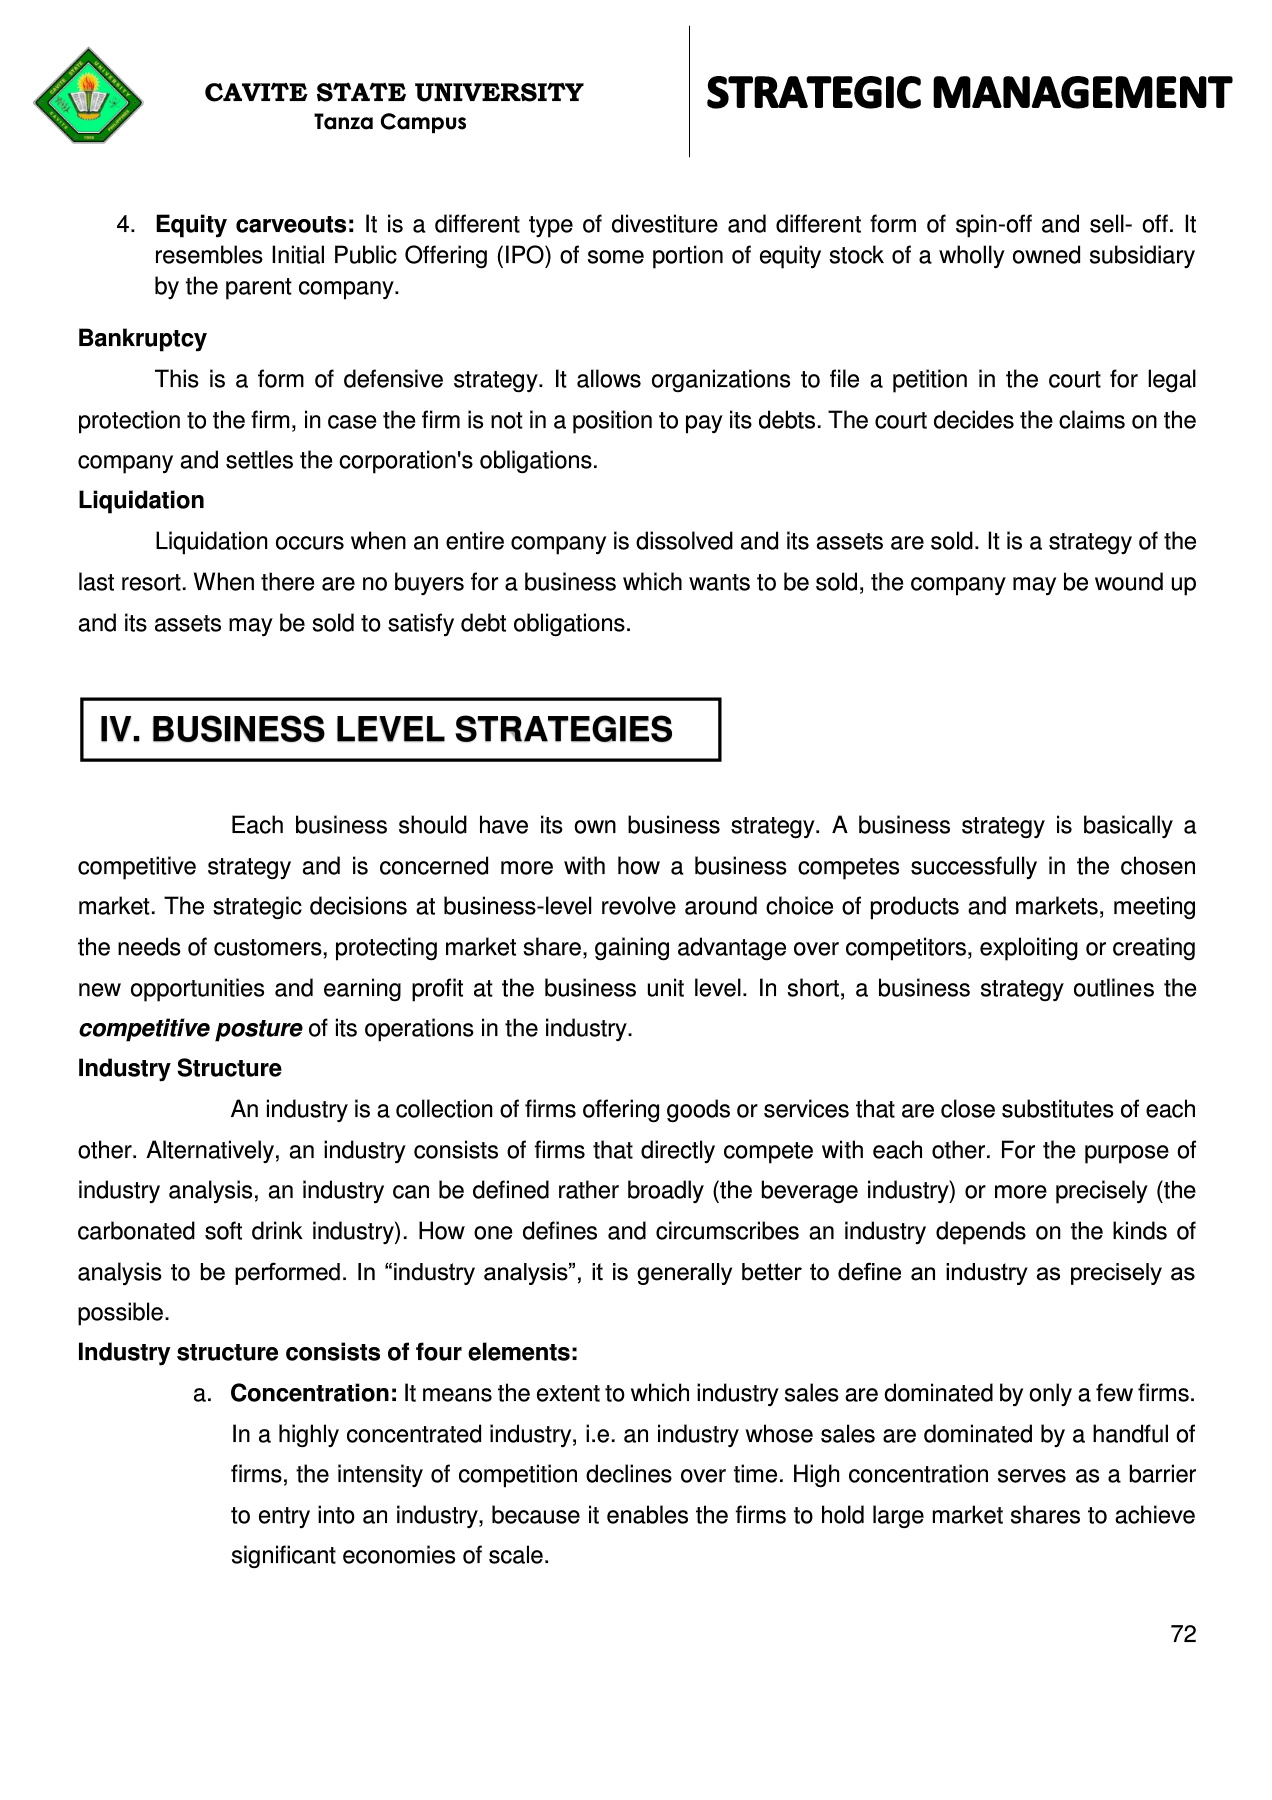 CAVITE STATE UNIVERSITY
Tanza Campus
STRATEGIC MANAGEMENT
4. Equity carveouts: It is a different type of divestiture and different form of spin-off and sell- off. It
resembles Initial Public Offering (IPO) of some portion of equity stock of a wholly owned subsidiary
by the parent company.
Bankruptcy
This is a form of defensive strategy. It allows organizations to file a petition in the court for legal
protection to the firm, in case the firm is not in a position to pay its debts. The court decides the claims on the
company and settles the corporation's obligations.
Liquidation
Liquidation occurs when an entire company is dissolved and its assets are sold. It is a strategy of the
last resort. When there are no buyers for a business which wants to be sold, the company may be wound up
and its assets may be sold to satisfy debt obligations.
IV. BUSINESS LEVEL STRATEGIES
Each business should have its own business strategy. A business strategy is basically a
competitive strategy and is concerned more with how a business competes successfully in the chosen
market. The strategic decisions at business-level revolve around choice of products and markets, meeting
the needs of customers, protecting market share, gaining advantage over competitors, exploiting or creating
new opportunities and earning profit at the business unit level. In short, a business strategy outlines the
competitive posture of its operations in the industry.
Industry Structure
An industry is a collection of firms offering goods or services that are close substitutes of each
other. Alternatively, an industry consists of firms that directly compete with each other. For the purpose of
industry analysis, an industry can be defined rather broadly (the beverage industry) or more precisely (the
carbonated soft drink industry). How one defines and circumscribes an industry depends on the kinds of
analysis to be performed. In “industry analysis”, it is generally better to define an industry as precisely as
possible.
Industry structure consists of four elements:
a. Concentration: It means the extent to which industry sales are dominated by only a few firms.
In a highly concentrated industry, i.e. an industry whose sales are dominated by a handful of
firms, the intensity of competition declines over time. High concentration serves as a barrier
to entry into an industry, because it enables the firms to hold large market shares to achieve
significant economies of scale.
72